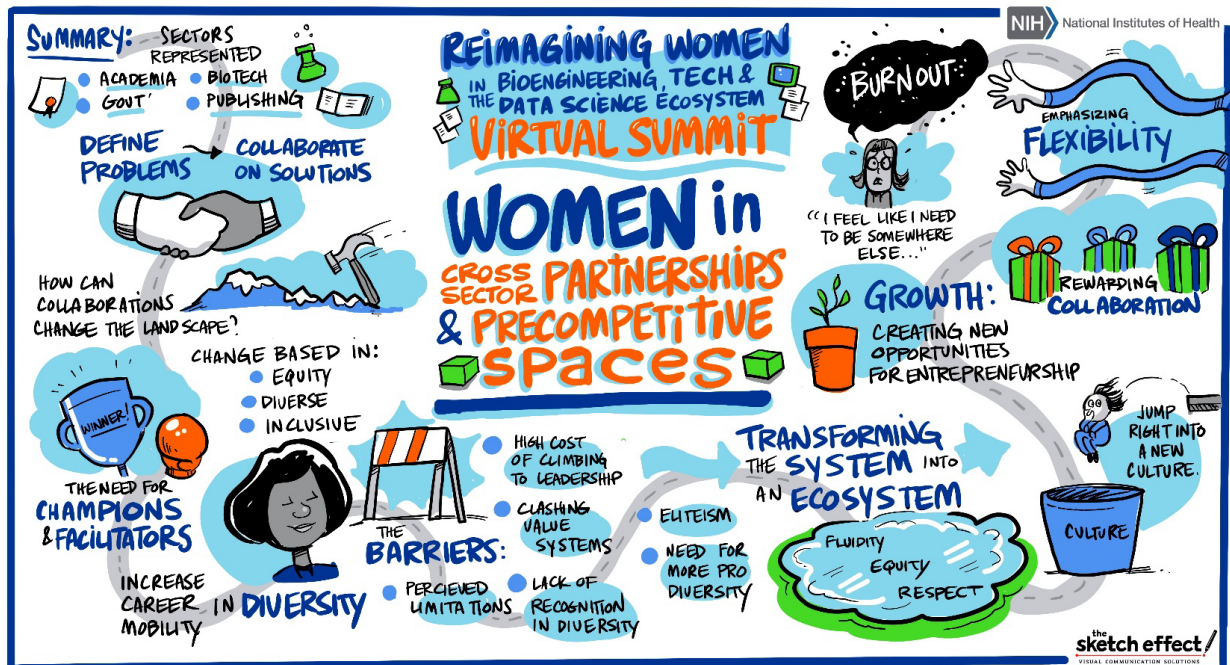 SUMMARY:
SECTORS
REPRESENTED
ACADEMIA
BIOTECH
GOUT'
PUBLISHING
DEFINE
PROBLEMS
COLLABORATE
ON SOLUTIONS
HOW CAN
COLLABORATIONS
CHANGE THE LANDSCAPE?
CHANGE BASED IN:
EQUITY
DIVERSE
INCLUSIVE
WINNER!
THE NEED FOR
CHAMPIONS
& FACILITATORS
INCREASE
CAREER
MOBILITY
IN DIVERSITY
REIMAGINING WOMEN
IN BIOENGINEERING, TECH &
THE DATA SCIENCE ECOSYSTEM
VIRTUAL SUMMIT
WOMEN in
CROSS
SECTOR PARTNERSHIPS
& PRECOMPETITIVE
SPACES
THE
BARRIERS:
PERCIEVED
LIMITATIONS
HIGH COST
OF CLIMBING
TO LEADERSHIP
CLASHING
VALUE
SYSTEMS
LACK OF
RECOGNITION
IN DIVERSITY
ELITEISM
NEED FOR
MORE PRO
DIVERSITY
TRANSFORMING
THE SYSTEM INTO
AN ECOSYSTEM
FLUIDITY
EQUITY
RESPECT
NIH National Institutes of Health
BURNOUT
"I FEEL LIKE I NEED
TO BE SOMEWHERE
ELSE..."
EMPHASIZING
FLEXIBILITY
REWARDING
COLLABORATION
GROWTH:
CREATING NEW
OPPORTUNITIES
FOR ENTREPRENEURSHIP
JUMP
RIGHT INTO
A NEW
CULTURE.
CULTURE
the
sketch effect
VISUAL COMMUNICATION SOLUTIONS